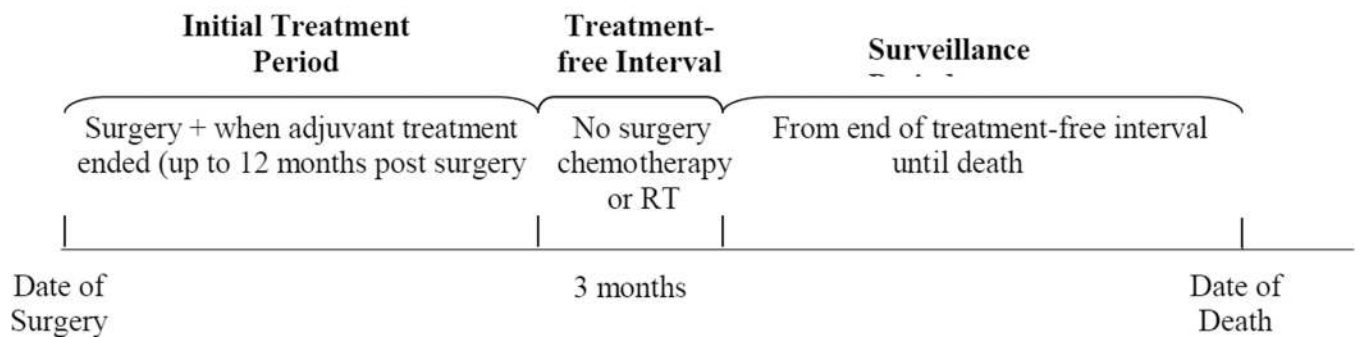 Initial Treatment
Period
Treatment-
free Interval
Surveillance
Surgery + when adjuvant treatment
ended (up to 12 months post surgery
No surgery
chemotherapy
or RT
From end of treatment-free interval
until death
Date of
Surgery
3 months
Date of
Death